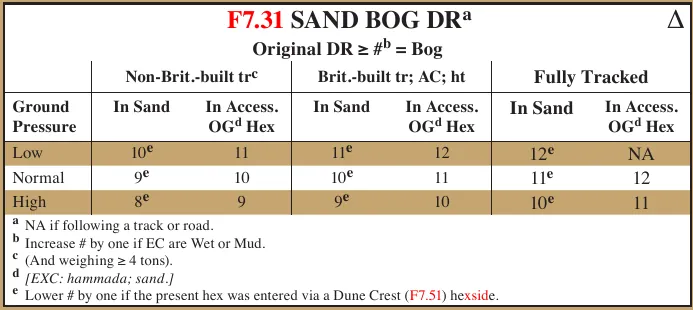 F7.31 SAND BOG DRa Δ
Original DR ≥ #b = Bog
Non-Brit.-built trc Brit.-built tr; AC; ht Fully Tracked
Ground Pressure In Sand In Access. OGd Hex In Sand In Access. OGd Hex In Sand In Access. OGd Hex
Low 10e 11 11e 12 12e NA
Normal 9e 10 10e 11 11e 12
High 8e 9 9e 10 10e 11
a NA if following a track or road.
b Increase # by one if EC are Wet or Mud.
c (And weighing ≥ 4 tons).
d [EXC: hammada; sand.]
e Lower # by one if the present hex was entered via a Dune Crest (F7.51) hexside.